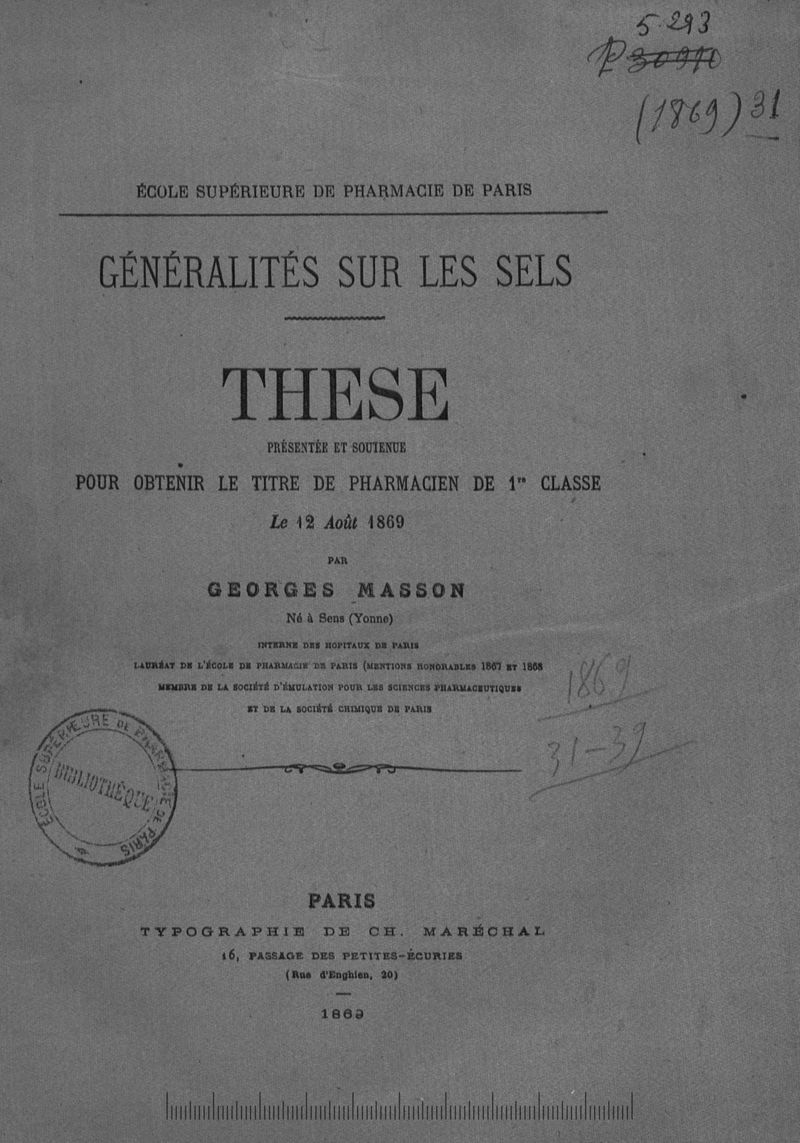 5.293
P 30970
(1869) 31
ÉCOLE SUPÉRIEURE DE PHARMACIE DE PARIS
GÉNÉRALITÉS SUR LES SELS
THESE
PRÉSENTÉE ET SOUTENUE
POUR OBTENIR LE TITRE DE PHARMACIEN DE 1re CLASSE
Le 12 Août 1869
PAR
GEORGES MASSON
Né à Sens (Yonne)
INTERNE DES HOPITAUX DE PARIS
LAURÉAT DE L'ÉCOLE DE PHARMACIE DE PARIS (MENTIONS HONORABLES 1867 ET 1868
MEMBRE DE LA SOCIÉTÉ D'ÉMULATION POUR LES SCIENCES PHARMACEUTIQUES
ET DE LA SOCIÉTÉ CHIMIQUE DE PARIS
1869
31-39
ÉCOLE SUPÉRIEURE DE PHARMACIE DE PARIS
BIBLIOTHÈQUE
PARIS
TYPOGRAPHIE DE CH. MARÉCHAL
16, PASSAGE DES PETITES-ÉCURIES
(Rue d'Enghien, 20)
1869